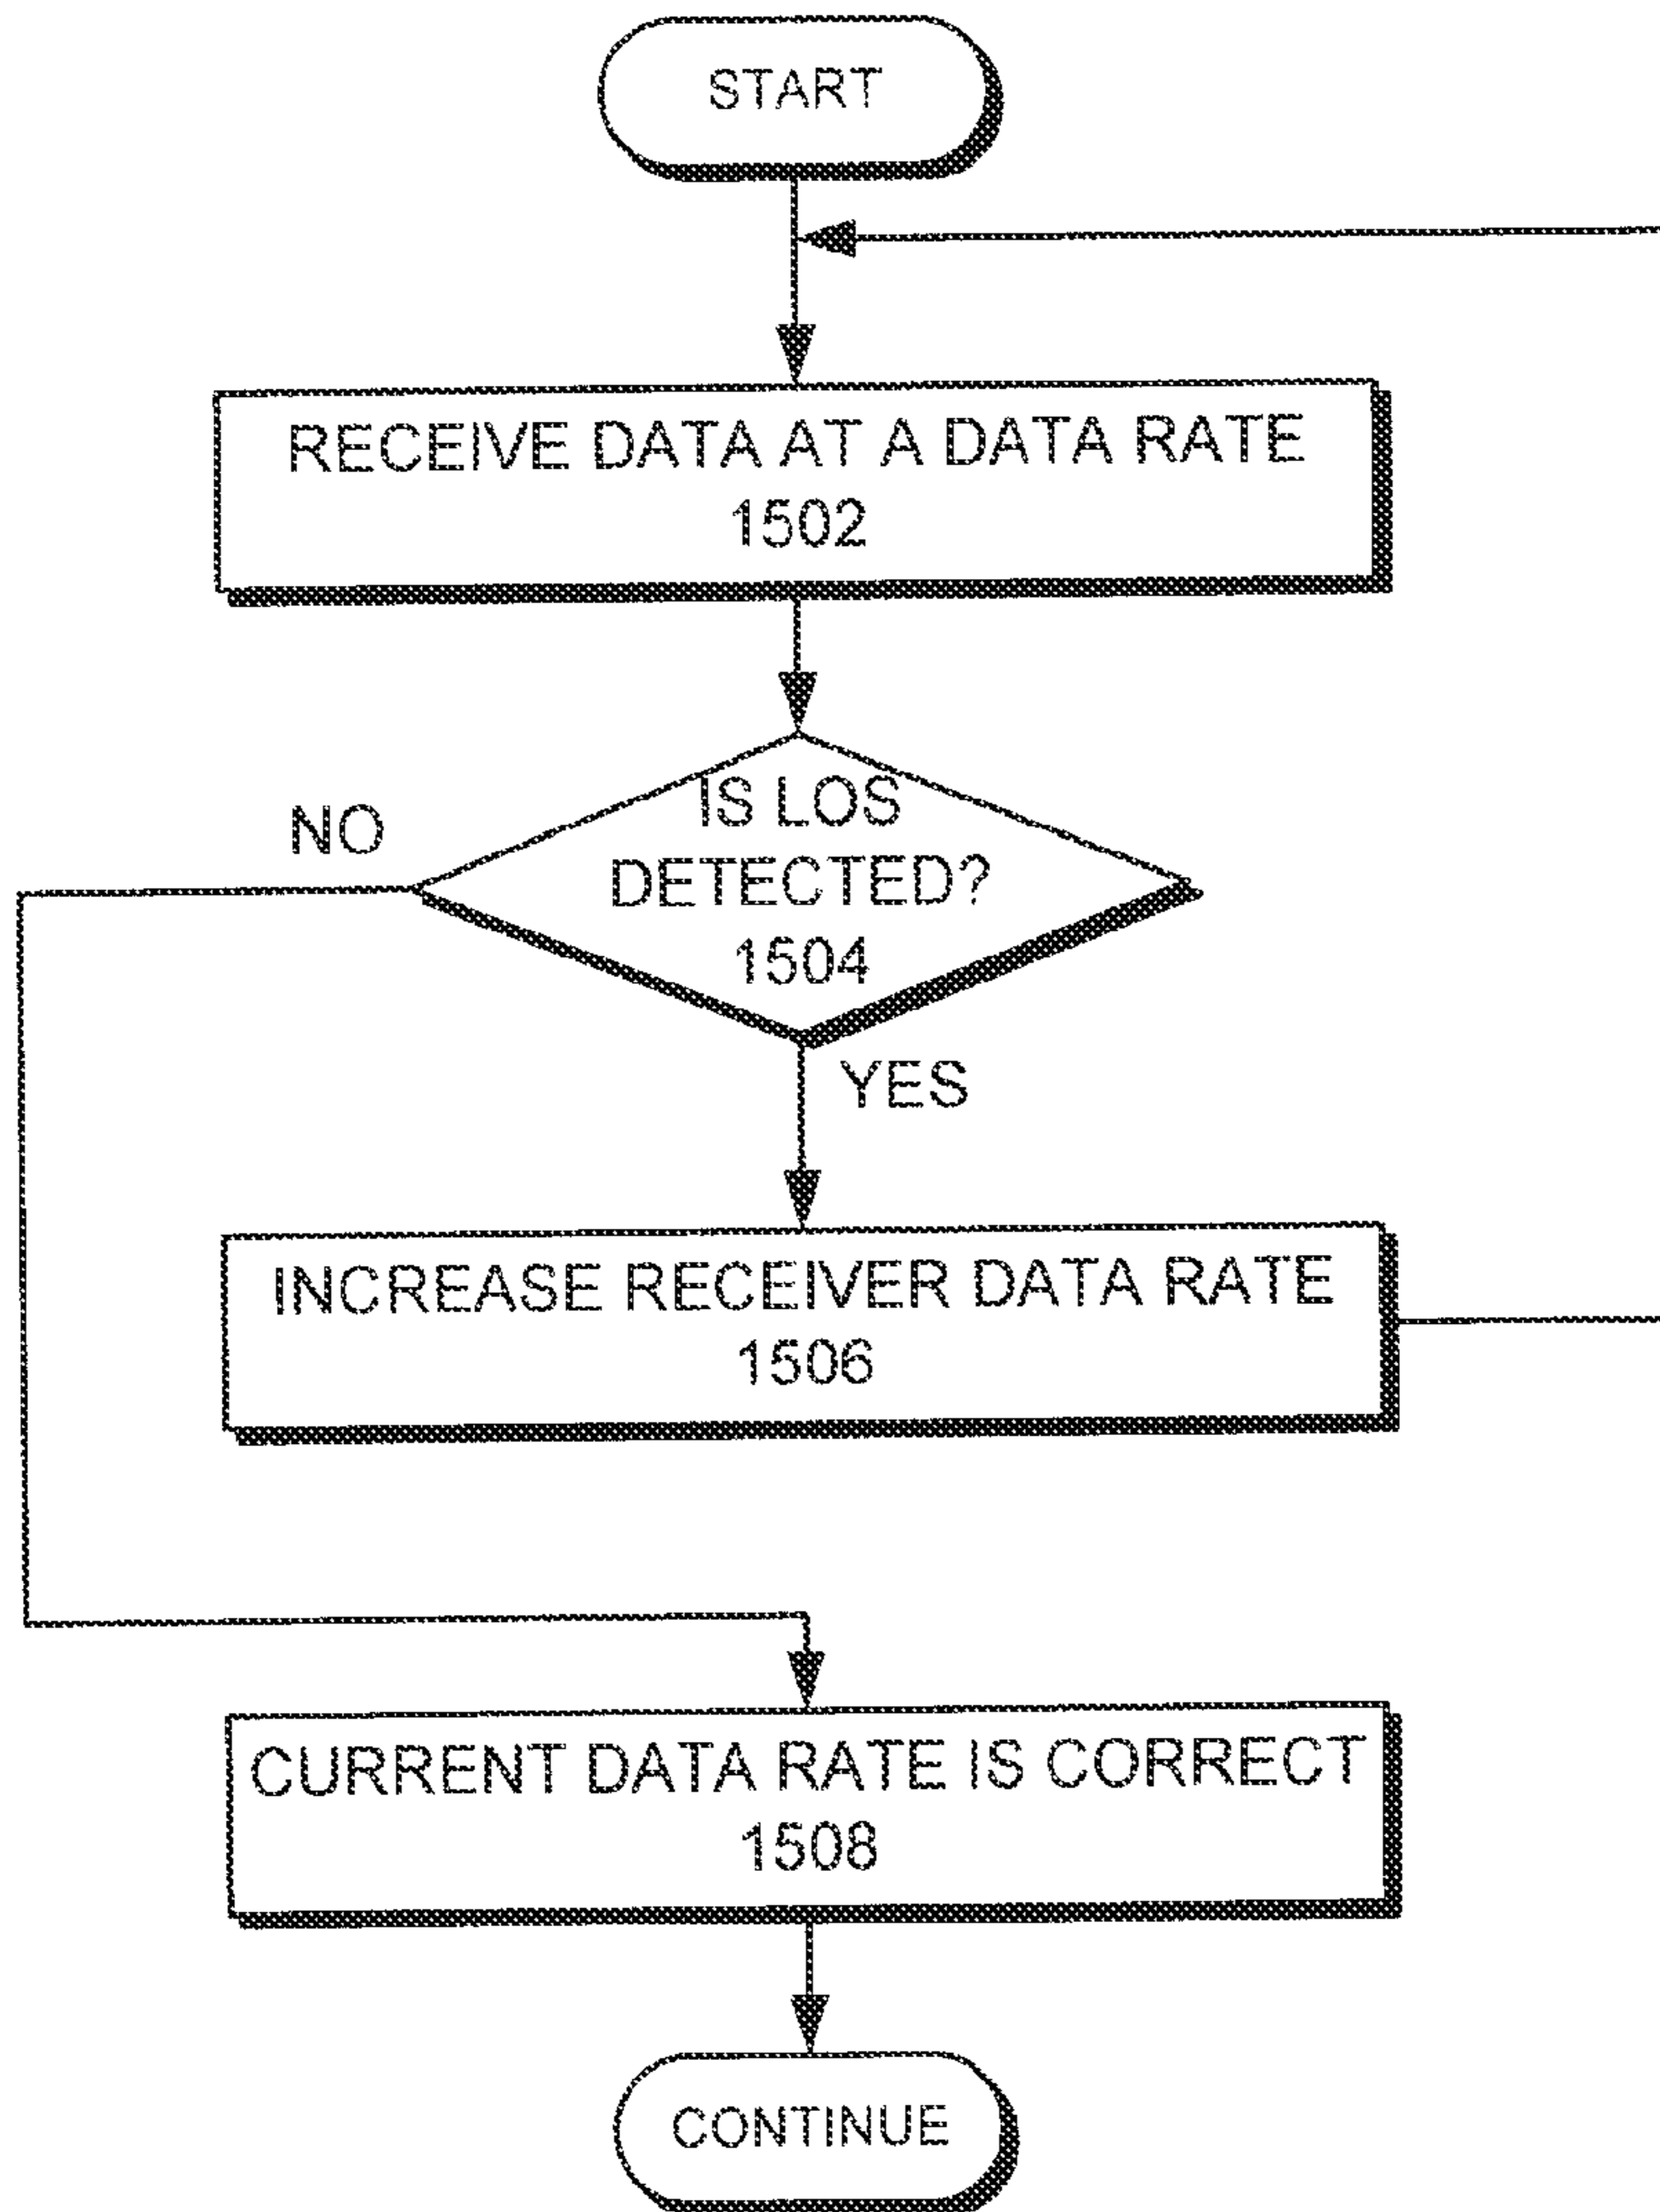 START
RECEIVE DATA AT A DATA RATE
1502
IS LOS
DETECTED?
1504
NO
YES
INCREASE RECEIVER DATA RATE
1506
CURRENT DATA RATE IS CORRECT
1508
CONTINUE